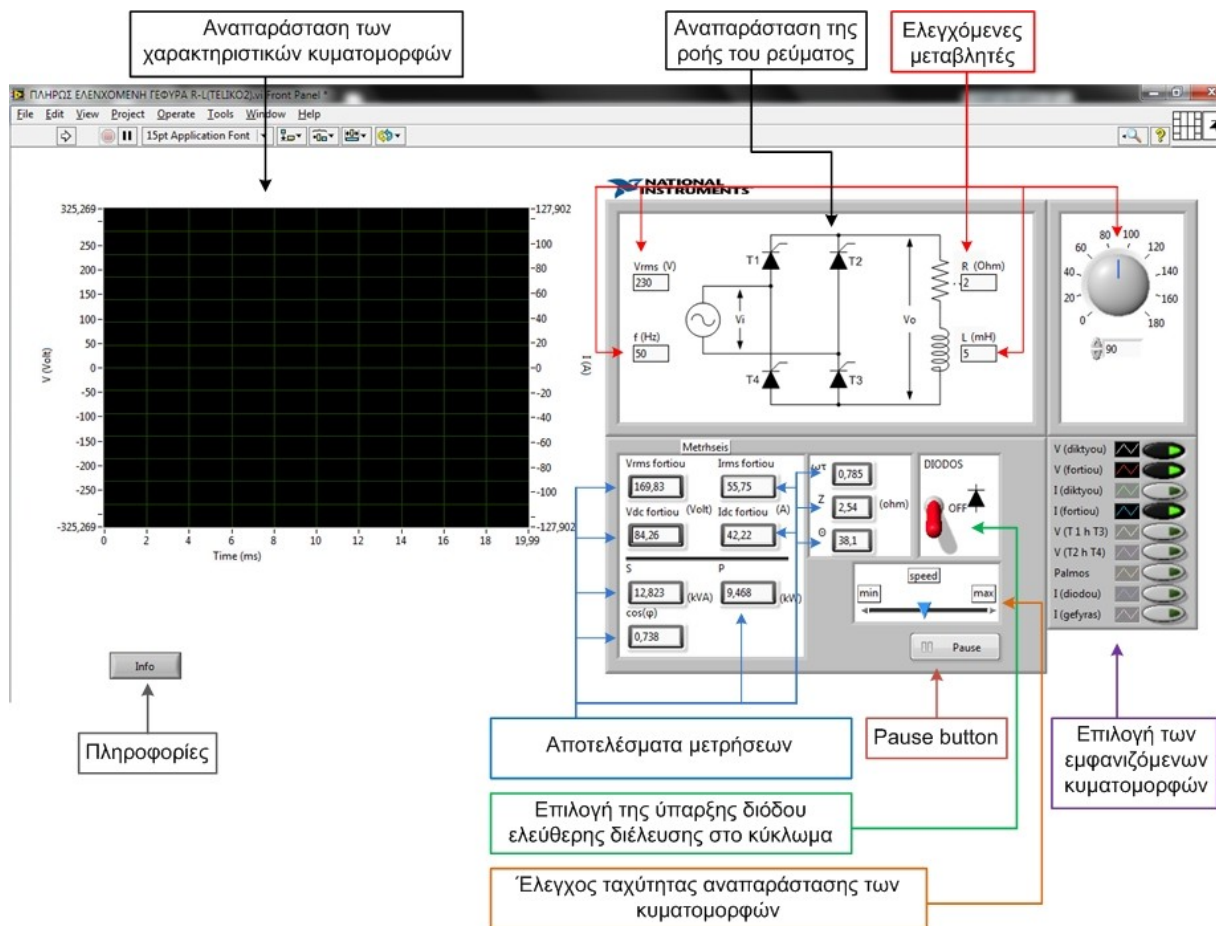 Αναπαράσταση των
χαρακτηριστικών κυματομορφών
Αναπαράσταση της
ροής του ρεύματος
Ελεγχόμενες
μεταβλητές
ΠΛΗΡΩΣ ΕΛΕΝΧΟΜΕΝΗ ΓΕΦΥΡΑ R-L(TELIKO2).vi Front Panel *
File Edit View Project Operate Tools Window Help
15pt Application Font
NATIONAL
INSTRUMENTS
325,269
250
200
150
100
50
0
-50
-100
-150
-200
-250
-325,269
V (Volt)
127,902
100
80
60
40
20
0
-20
-40
-60
-80
-100
-127,902
I (A)
0 2 4 6 8 10 12 14 16 18 19,99
Time (ms)
Vrms (V)
230
f (Hz)
50
T1
T2
T4
T3
Vi
Vo
R (Ohm)
2
L (mH)
5
0 20 40 60 80 100 120 140 160 180
90
Metrhseis
Vrms fortiou
169,83
Irms fortiou
55,75
Vdc fortiou
(Volt)
84,26
Idc fortiou
(A)
42,22
S
12,823
(kVA)
P
9,468
(kW)
cos(φ)
0,738
ωτ
0,785
Z
2,54
(ohm)
Θ
38,1
DIODOS
OFF
speed
min
max
Pause
V (diktyou)
V (fortiou)
I (diktyou)
I (fortiou)
V (T 1 h T3)
V (T2 h T4)
Palmos
I (diodou)
I (gefyras)
Info
Πληροφορίες
Αποτελέσματα μετρήσεων
Pause button
Επιλογή των
εμφανιζόμενων
κυματομορφών
Επιλογή της ύπαρξης διόδου
ελεύθερης διέλευσης στο κύκλωμα
Έλεγχος ταχύτητας αναπαράστασης των
κυματομορφών